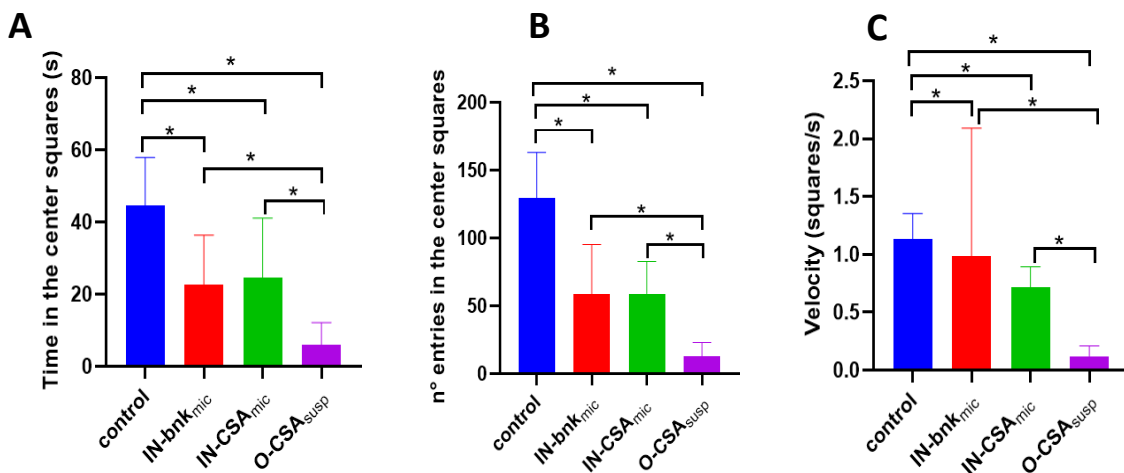 A
Time in the center squares (s)
80
60
40
20
0
* * * * *
control
IN-bnkmic
IN-CSAmic
O-CSAsusp
B
n° entries in the center squares
200
150
100
50
0
* * * * *
control
IN-bnkmic
IN-CSAmic
O-CSAsusp
C
Velocity (squares/s)
2.5
2.0
1.5
1.0
0.5
0.0
* * * * *
control
IN-bnkmic
IN-CSAmic
O-CSAsusp